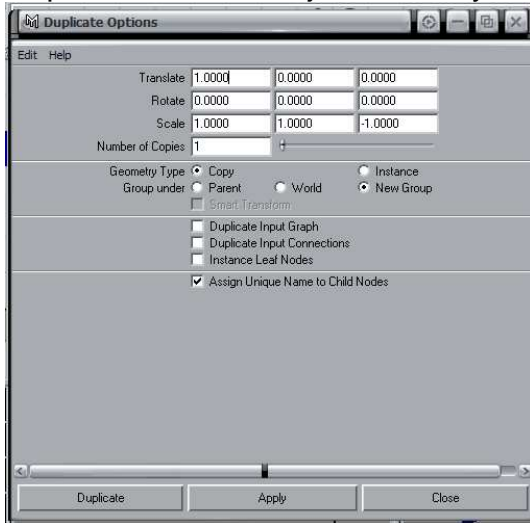 Duplicate Options
Edit Help
Translate 1.0000 0.0000 0.0000
Rotate 0.0000 0.0000 0.0000
Scale 1.0000 1.0000 -1.0000
Number of Copies 1
Geometry Type Copy Instance
Group under Parent World New Group
Smart Transform
Duplicate Input Graph
Duplicate Input Connections
Instance Leaf Nodes
Assign Unique Name to Child Nodes
Duplicate Apply Close